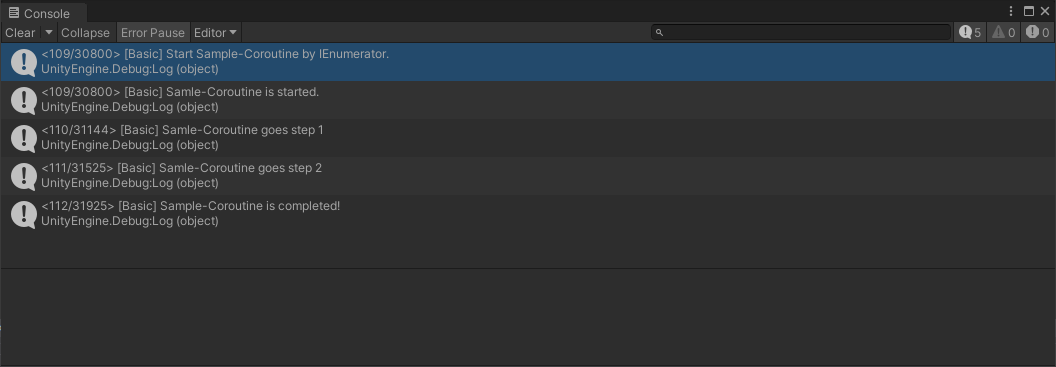 Console
Clear Collapse Error Pause Editor 5 0 0
<109/30800> [Basic] Start Sample-Coroutine by IEnumerator.
UnityEngine.Debug:Log (object)
<109/30800> [Basic] Samle-Coroutine is started.
UnityEngine.Debug:Log (object)
<110/31144> [Basic] Samle-Coroutine goes step 1
UnityEngine.Debug:Log (object)
<111/31525> [Basic] Samle-Coroutine goes step 2
UnityEngine.Debug:Log (object)
<112/31925> [Basic] Sample-Coroutine is completed!
UnityEngine.Debug:Log (object)